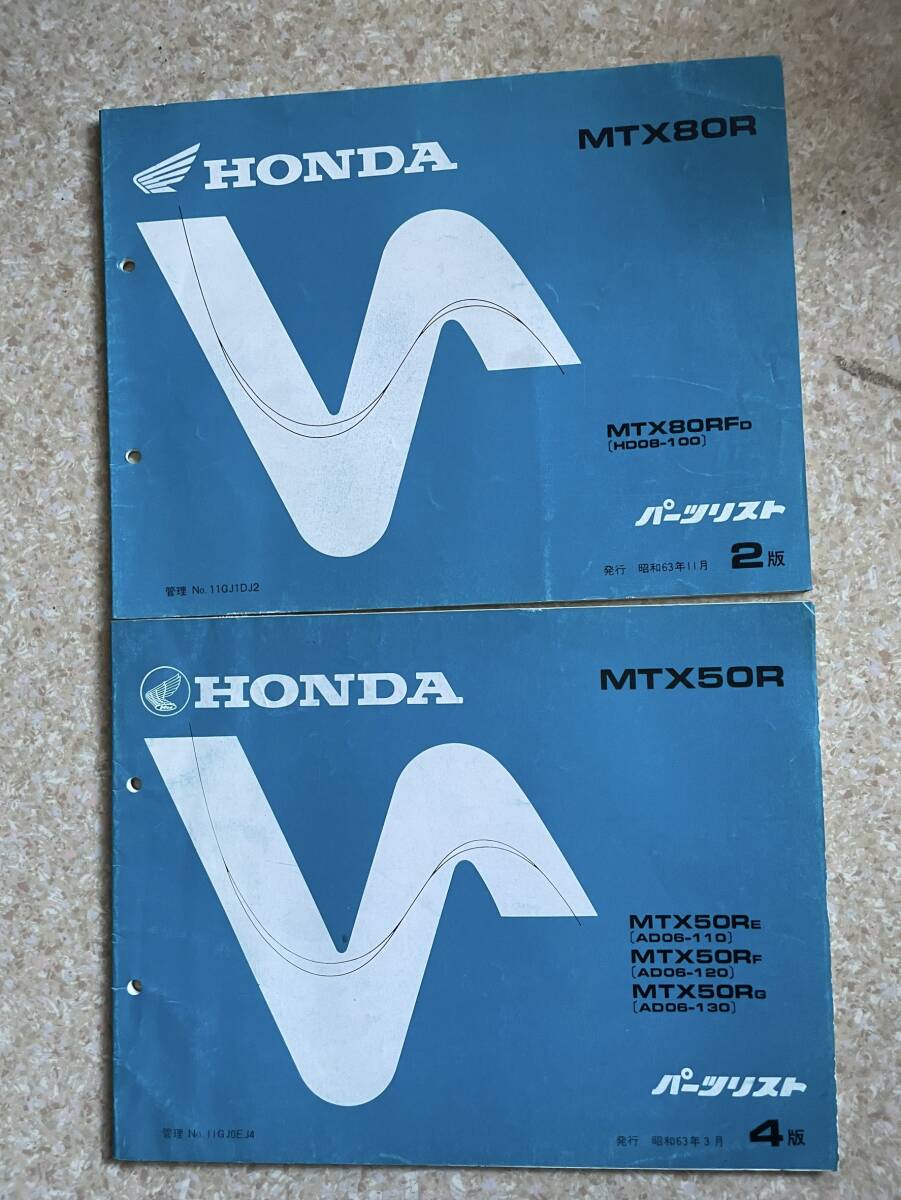 HONDA
MTX80R
MTX80RFD
〔HD08-100〕
パーツリスト
管理 No.11GJ1DJ2
発行 昭和63年11月 2版
HONDA
MTX50R
MTX50RE
〔AD06-110〕
MTX50RF
〔AD06-120〕
MTX50RG
〔AD06-130〕
パーツリスト
管理 No.11GJ0EJ4
発行 昭和63年3月 4版